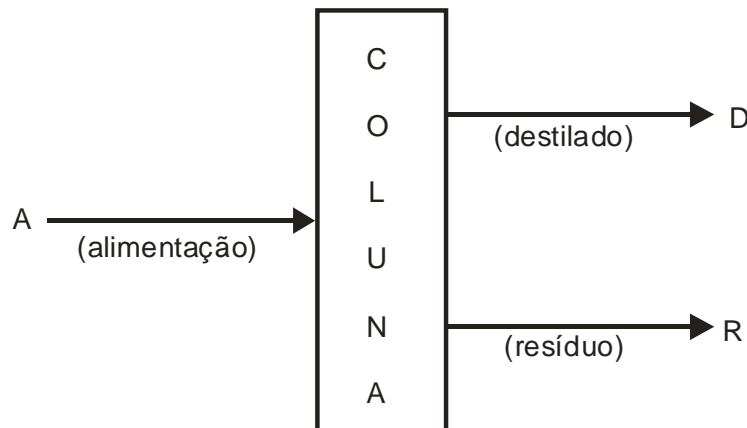 C
O
L
U
N
A
A
(alimentação)
D
(destilado)
R
(resíduo)